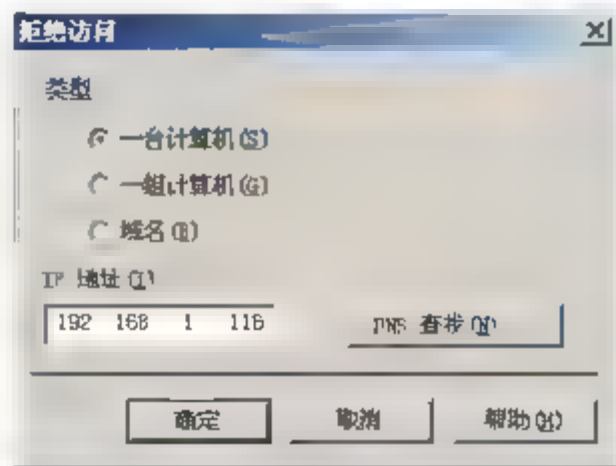 拒绝访问
类型
一台计算机(S)
一组计算机(G)
域名(B)
IP 地址(I)
192 168 1 116
DNS 查找(N)
确定
取消
帮助(H)